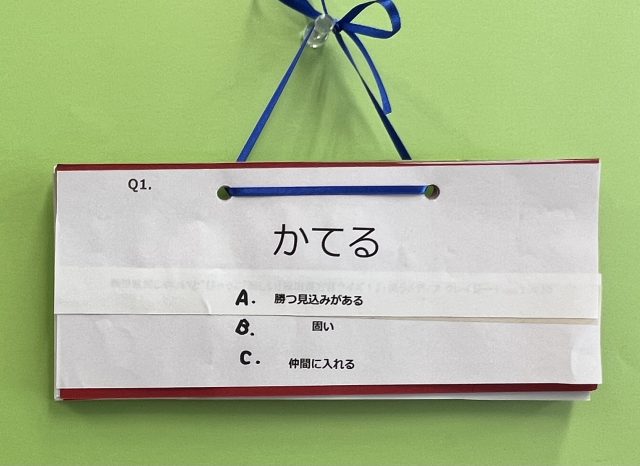 Q1.
かてる
A. 勝つ見込みがある
B. 固い
C. 仲間に入れる